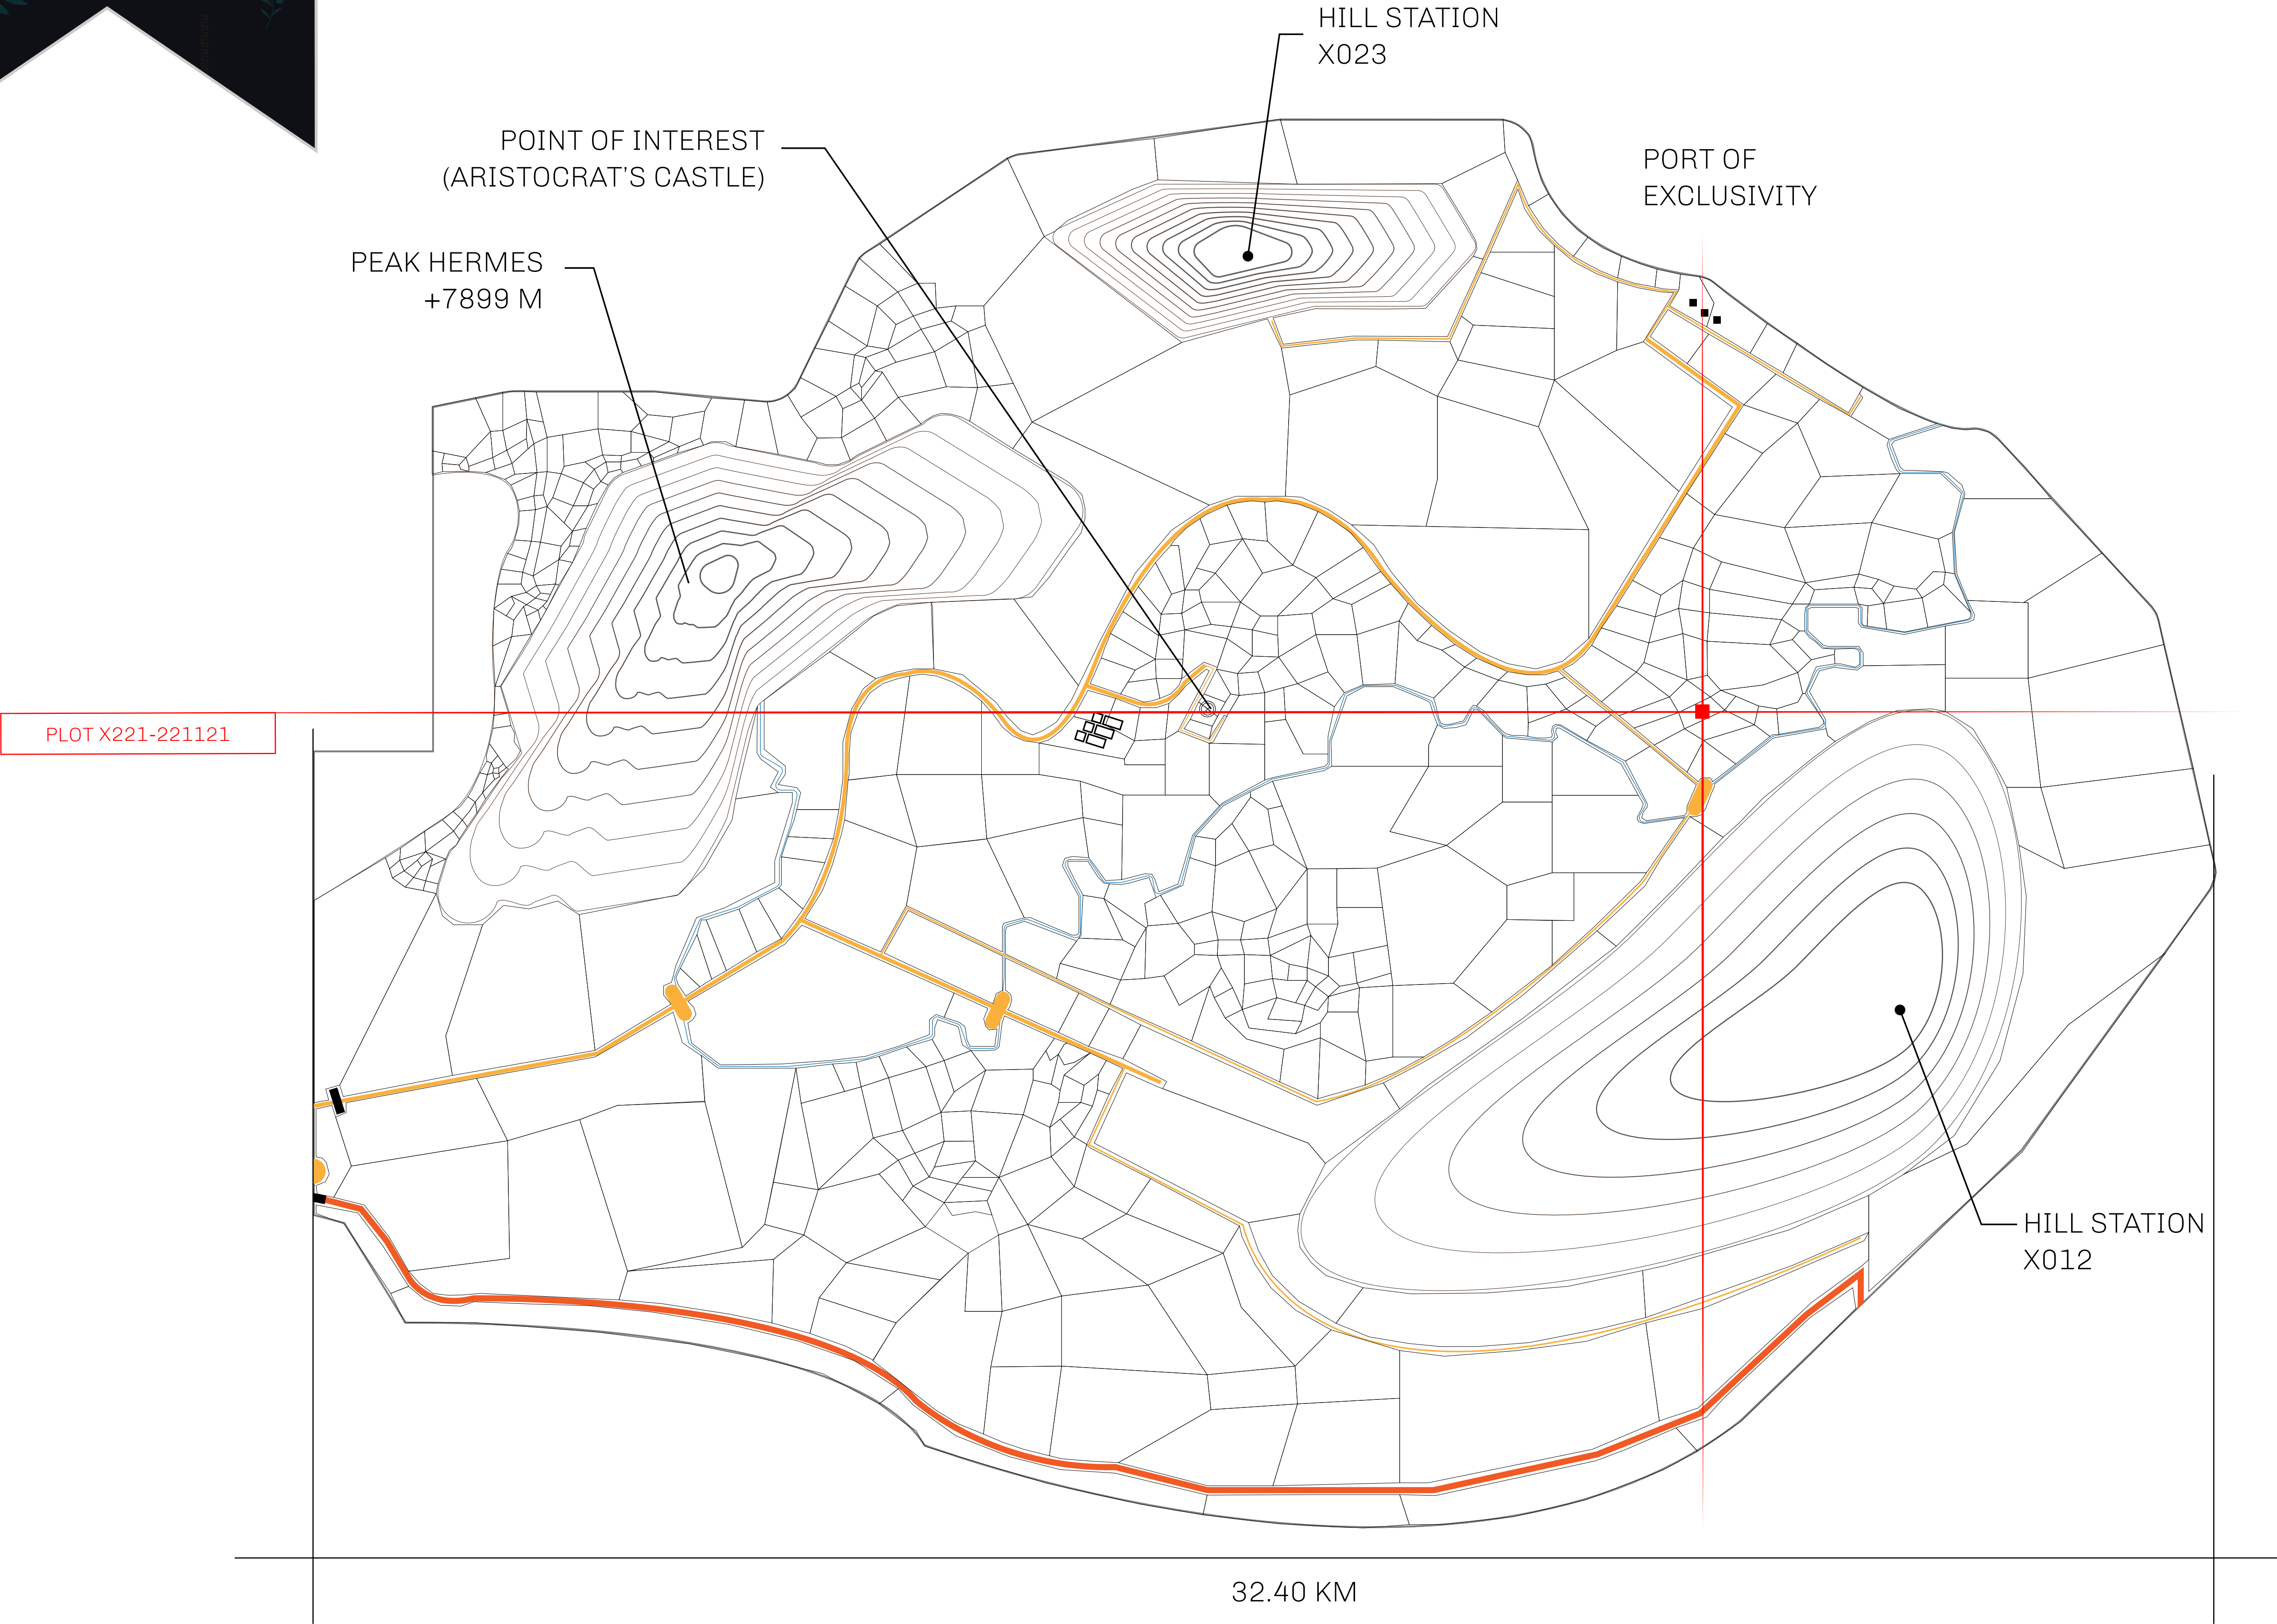 HILL STATION
X023
POINT OF INTEREST
(ARISTOCRAT'S CASTLE)
PORT OF
EXCLUSIVITY
PEAK HERMES
+7899 M
PLOT X221-221121
HILL STATION
X012
32.40 KM